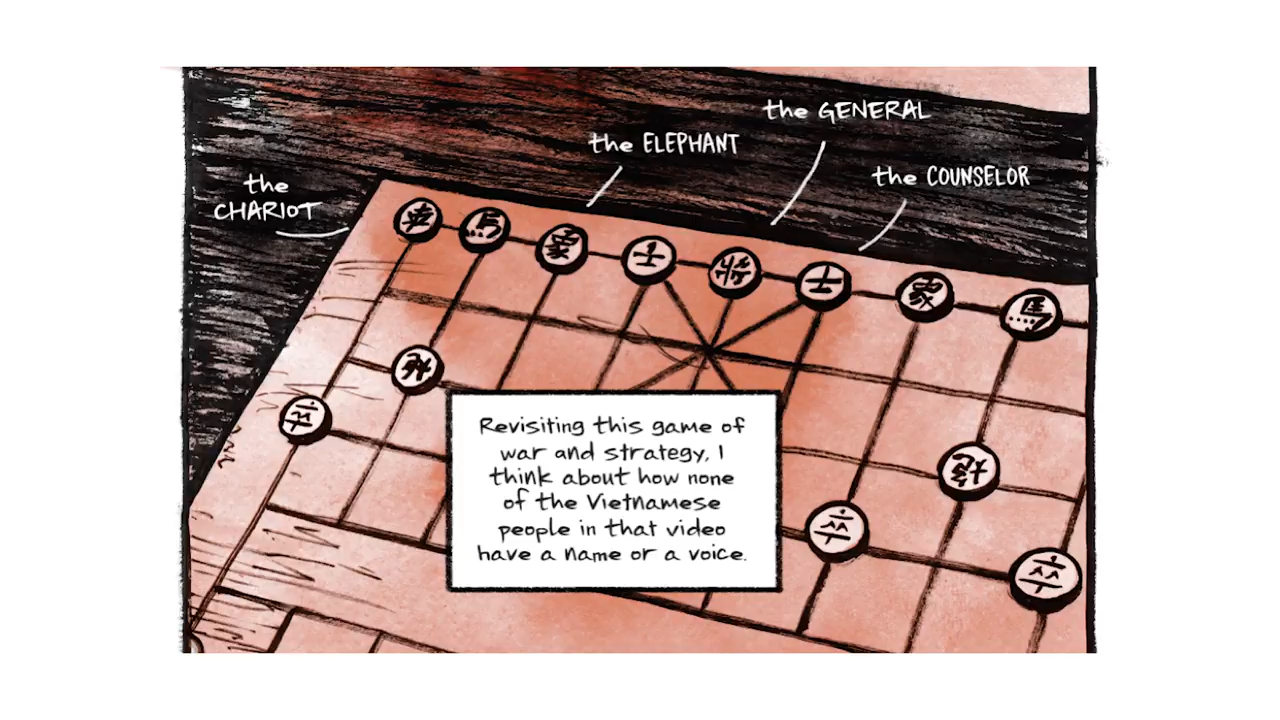 the GENERAL
the ELEPHANT
the COUNSELOR
the
CHARIOT
車 馬 象 士 將 士 象 馬
卒
卒
卒
Revisiting this game of
war and strategy, I
think about how none
of the Vietnamese
people in that video
have a name or a voice.